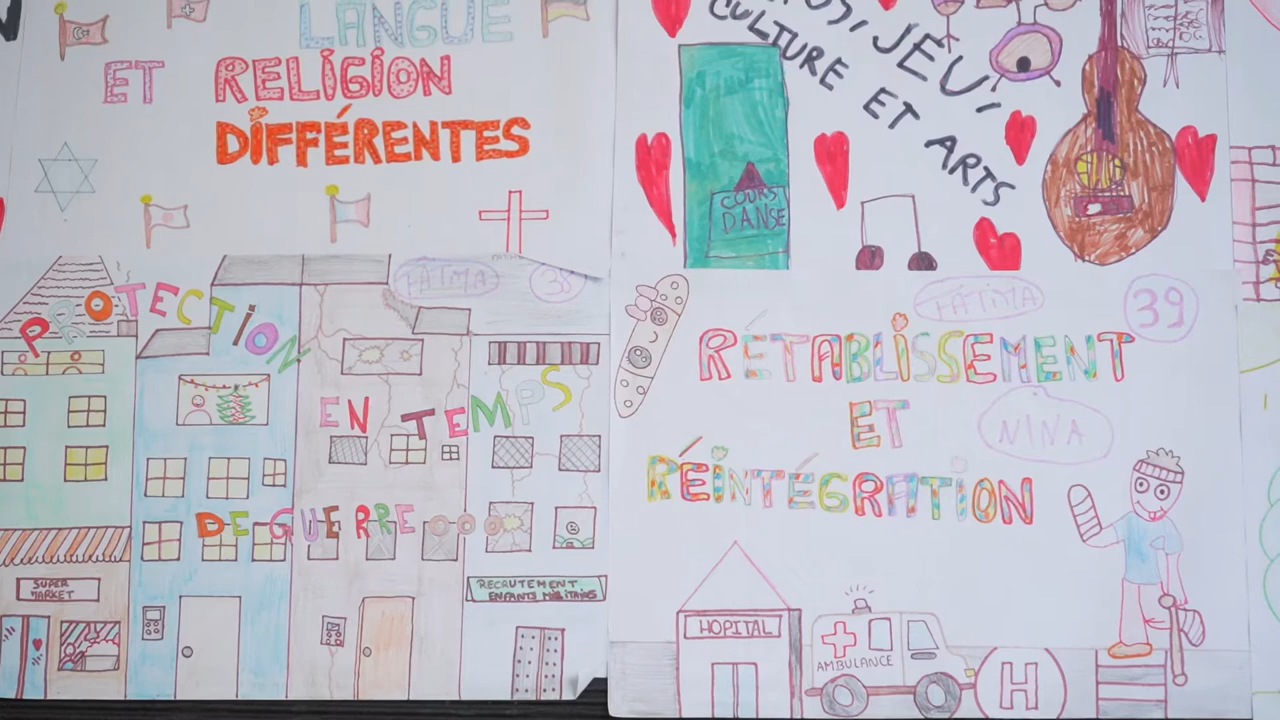 LANGUE
ET RELIGION
DIFFÉRENTES
JEU,
CULTURE ET ARTS
COURS
DANSE
FATIMA
38
PROTECTION
EN TEMPS
DE GUERRE
SUPER
MARKET
RECRUTEMENT
ENFANTS MILITAIRES
FATIMA
39
RÉTABLISSEMENT
ET
NINA
RÉINTÉGRATION
HOPITAL
AMBULANCE
H